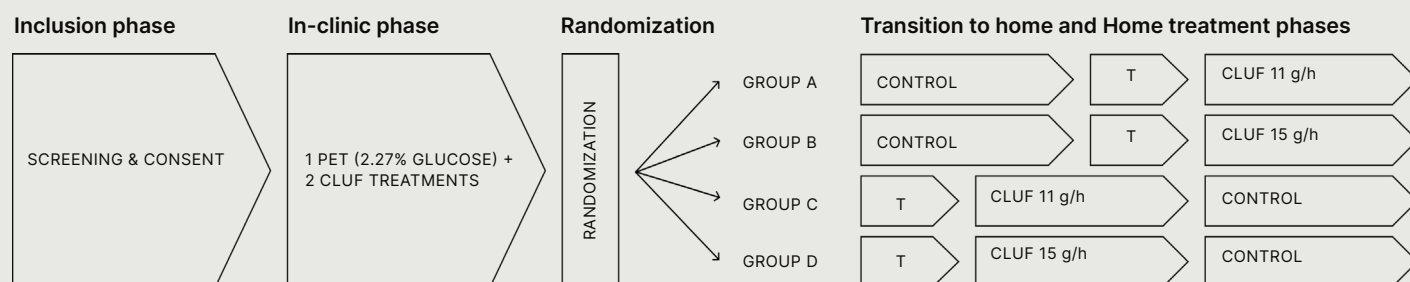 Inclusion phase
In-clinic phase
Randomization
Transition to home and Home treatment phases
SCREENING & CONSENT
1 PET (2.27% GLUCOSE) +
2 CLUF TREATMENTS
RANDOMIZATION
GROUP A
CONTROL
T
CLUF 11 g/h
GROUP B
CONTROL
T
CLUF 15 g/h
GROUP C
T
CLUF 11 g/h
CONTROL
GROUP D
T
CLUF 15 g/h
CONTROL